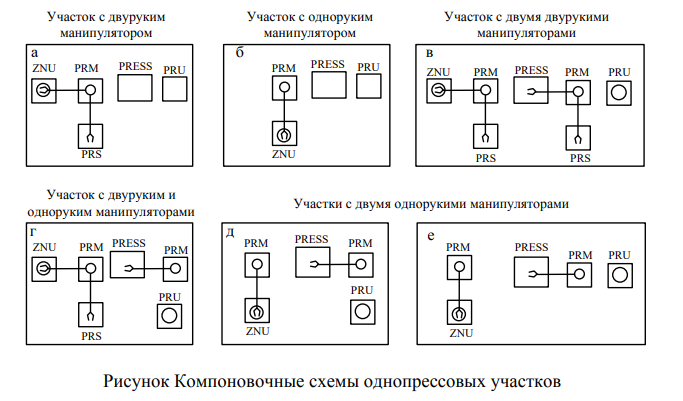 Участок с двуруким
манипулятором
Участок с одноруким
манипулятором
Участок с двумя двурукими
манипуляторами
а
ZNU PRM PRESS PRU
PRS
б
PRM PRESS PRU
ZNU
в
ZNU PRM PRESS PRM PRU
PRS PRS
Участок с двуруким и
одноруким манипуляторами
Участки с двумя однорукими манипуляторами
г
ZNU PRM PRESS PRM
PRU
PRS
д
PRM PRESS PRM
PRU
ZNU
е
PRM PRESS PRM PRU
ZNU
Рисунок Компоновочные схемы однопрессовых участков